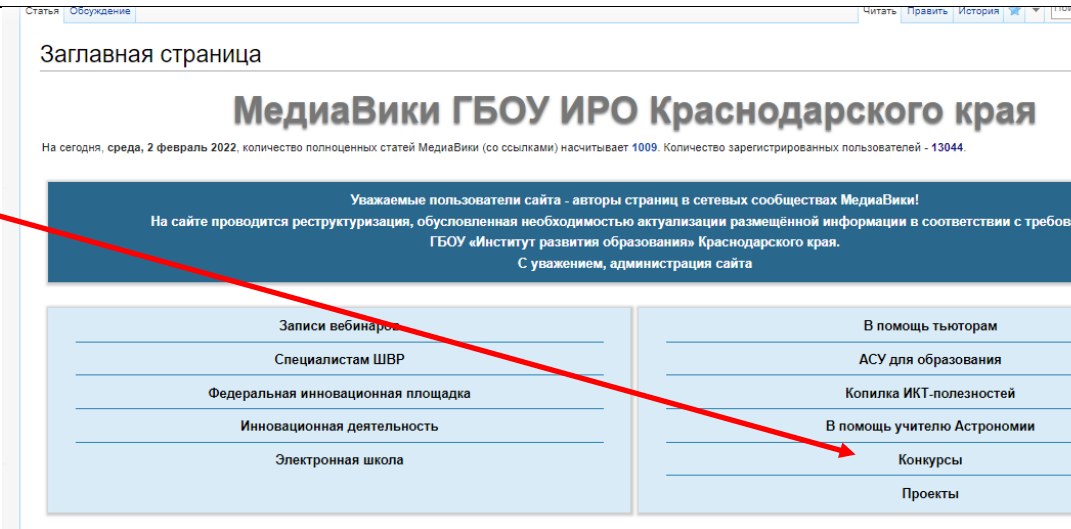 Статья Обсуждение
Читать Править История
Заглавная страница
МедиаВики ГБОУ ИРО Краснодарского края
На сегодня, среда, 2 февраль 2022, количество полноценных статей МедиаВики (со ссылками) насчитывает 1009. Количество зарегистрированных пользователей - 13044.
Уважаемые пользователи сайта - авторы страниц в сетевых сообществах МедиаВики!
На сайте проводится реструктуризация, обусловленная необходимостью актуализации размещённой информации в соответствии с требов
ГБОУ «Институт развития образования» Краснодарского края.
С уважением, администрация сайта
Записи вебинаров
Специалистам ШВР
Федеральная инновационная площадка
Инновационная деятельность
Электронная школа
В помощь тьюторам
АСУ для образования
Копилка ИКТ-полезностей
В помощь учителю Астрономии
Конкурсы
Проекты